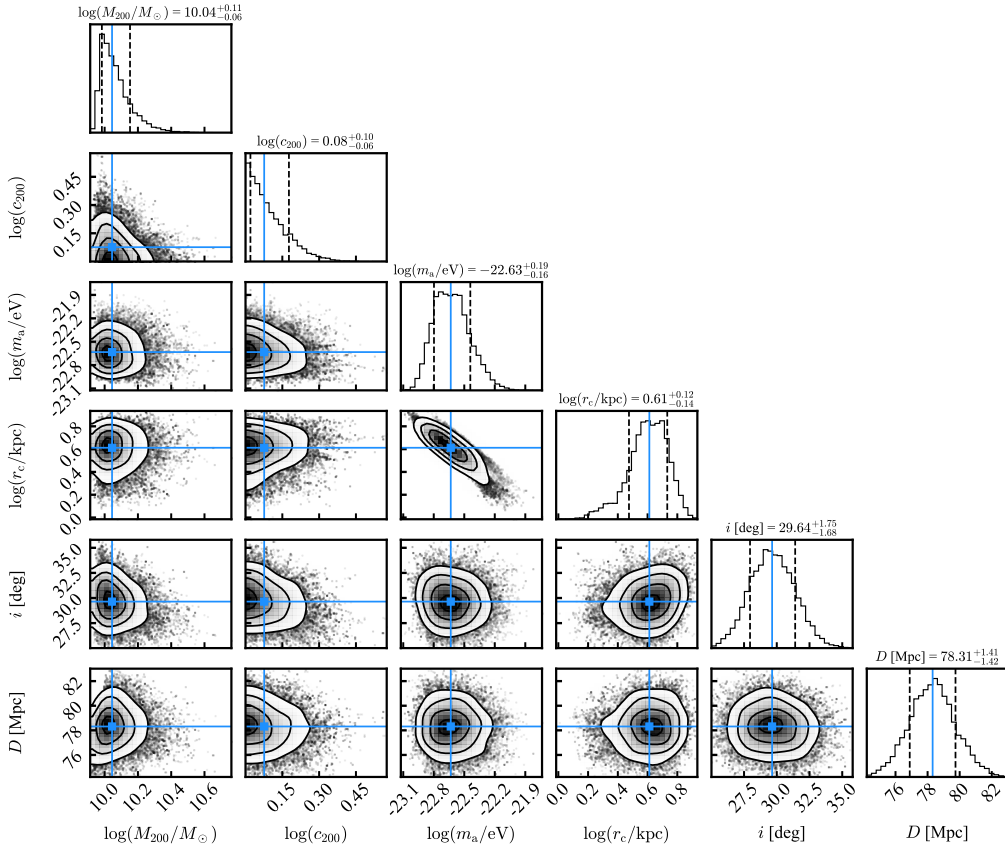 log(M₂₀₀/M⊙) = 10.04⁺⁰·¹¹₋₀.₀₆
log(c₂₀₀) = 0.08⁺⁰·¹⁰₋₀.₀₆
log(c₂₀₀)
0.45
0.30
0.15
log(mₐ/eV) = −22.63⁺⁰·¹⁹₋₀.₁₆
log(mₐ/eV)
-21.9
-22.2
-22.5
-22.8
-23.1
log(r_c/kpc) = 0.61⁺⁰·¹²₋₀.₁₄
log(r_c/kpc)
0.8
0.6
0.4
0.2
0.0
i [deg] = 29.64⁺¹·⁷⁵₋₁.₆₈
i [deg]
35.0
32.5
30.0
27.5
D [Mpc] = 78.31⁺¹·⁴¹₋₁.₄₂
D [Mpc]
82
80
78
76
10.0 10.2 10.4 10.6 0.15 0.30 0.45 -23.1 -22.8 -22.5 -22.2 -21.9 0.0 0.2 0.4 0.6 0.8 27.5 30.0 32.5 35.0 76 78 80 82
log(M₂₀₀/M⊙) log(c₂₀₀) log(mₐ/eV) log(r_c/kpc) i [deg] D [Mpc]